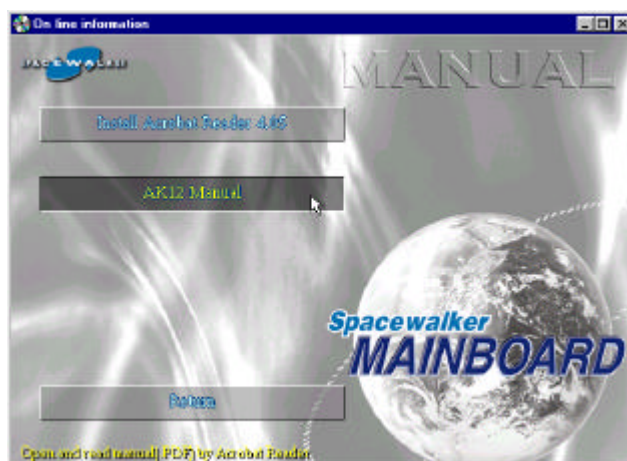 On line information
SPACEWALKER
MANUAL
Install Acrobat Reader 4.05
AK12 Manual
Spacewalker
MAINBOARD
Return
Open and read manual( PDF) by Acrobat Reader